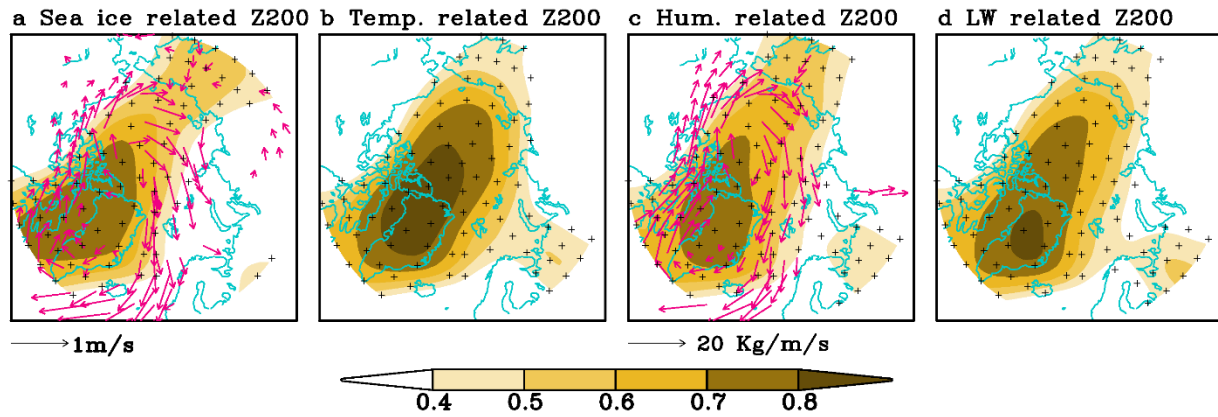 a Sea ice related Z200
b Temp. related Z200
c Hum. related Z200
d LW related Z200
1m/s
20 Kg/m/s
0.4 0.5 0.6 0.7 0.8